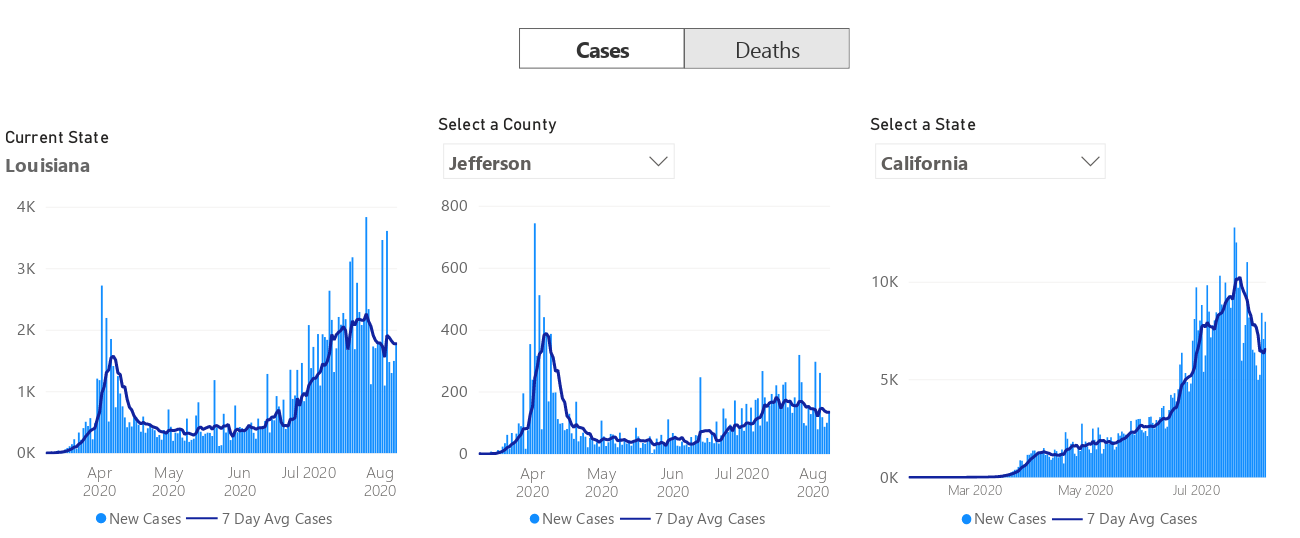 Cases Deaths
Current State
Louisiana
4K
3K
2K
1K
0K
Apr 2020
May 2020
Jun 2020
Jul 2020
Aug 2020
New Cases 7 Day Avg Cases
Select a County
Jefferson
800
600
400
200
0
Apr 2020
May 2020
Jun 2020
Jul 2020
Aug 2020
New Cases 7 Day Avg Cases
Select a State
California
10K
5K
0K
Mar 2020 May 2020 Jul 2020
New Cases 7 Day Avg Cases